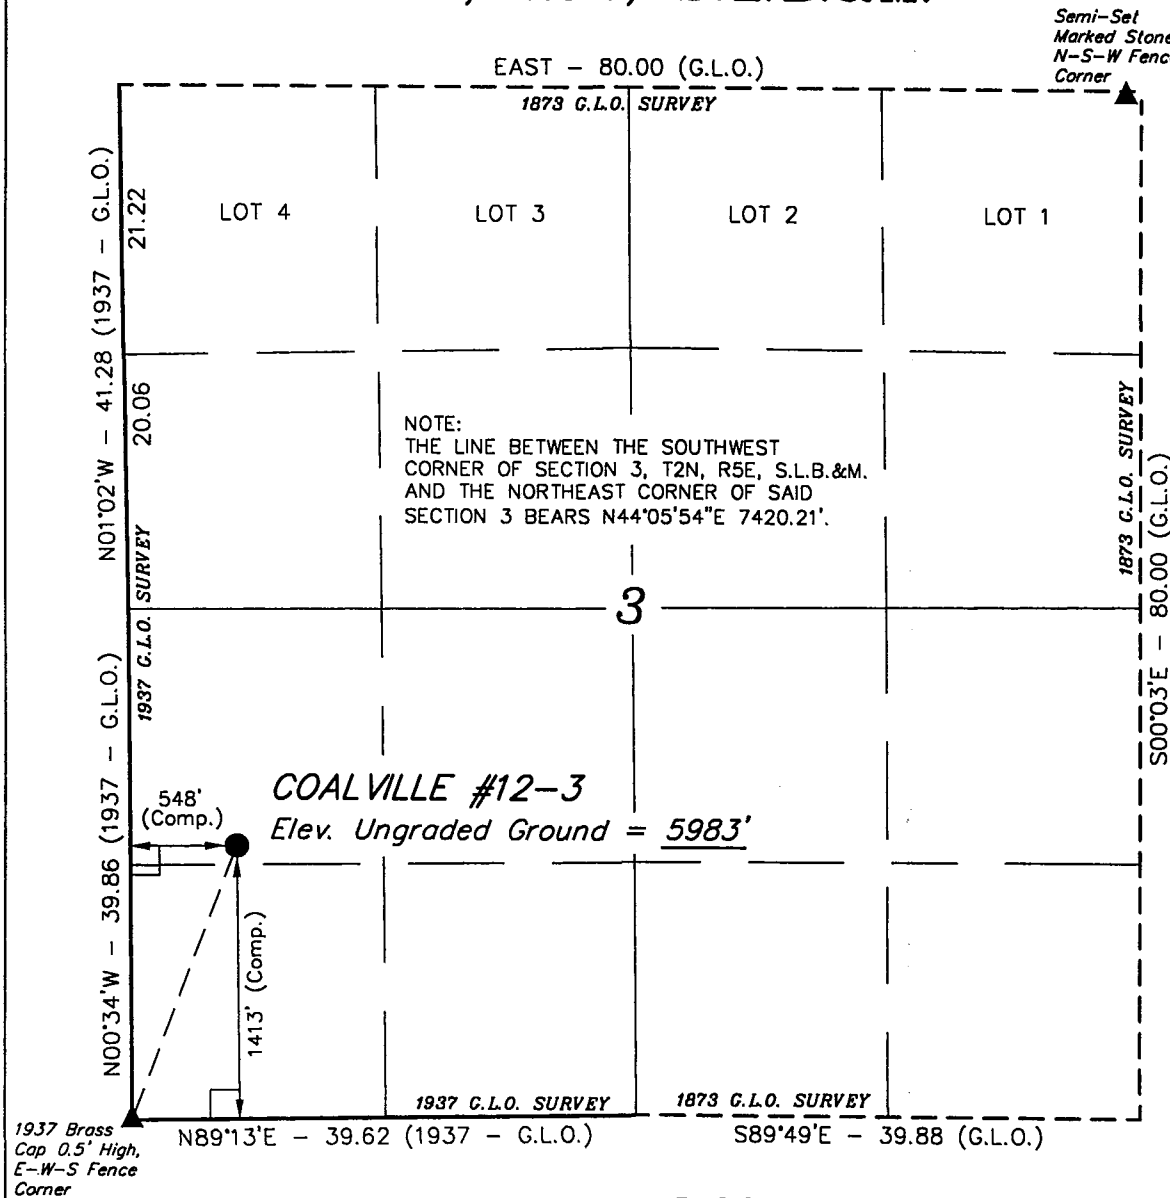 Semi-Set
Marked Stone
N-S-W Fence
Corner
EAST - 80.00 (G.L.O.)
1873 G.L.O. SURVEY
N01°02'W - 41.28 (1937 - G.L.O.)
21.22
LOT 4
LOT 3
LOT 2
LOT 1
20.06
NOTE:
THE LINE BETWEEN THE SOUTHWEST
CORNER OF SECTION 3, T2N, R5E, S.L.B.&M.
AND THE NORTHEAST CORNER OF SAID
SECTION 3 BEARS N44°05'54"E 7420.21'.
1873 G.L.O. SURVEY
S00°03'E - 80.00 (G.L.O.)
1937 G.L.O. SURVEY
3
N00°34'W - 39.86 (1937 - G.L.O.)
548'
(Comp.)
COALVILLE #12-3
Elev. Ungraded Ground = 5983'
1413' (Comp.)
1937 G.L.O. SURVEY
1873 G.L.O. SURVEY
1937 Brass
Cap 0.5' High,
E-W-S Fence
Corner
N89°13'E - 39.62 (1937 - G.L.O.)
S89°49'E - 39.88 (G.L.O.)